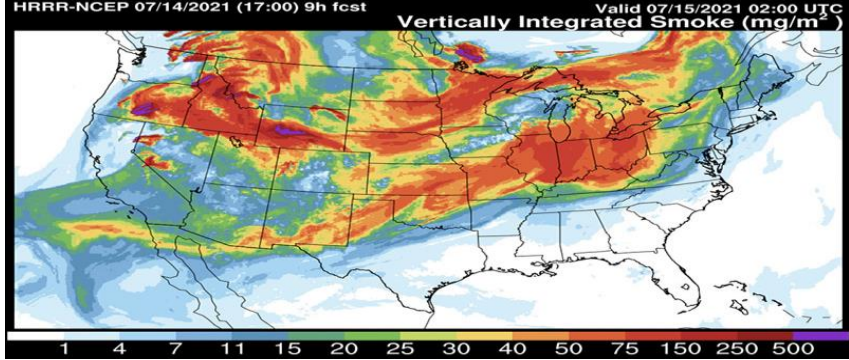 HRRR-NCEP 07/14/2021 (17:00) 9h fcst
Valid 07/15/2021 02:00 UTC
Vertically Integrated Smoke (mg/m² )
1 4 7 11 15 20 25 30 40 50 75 150 250 500